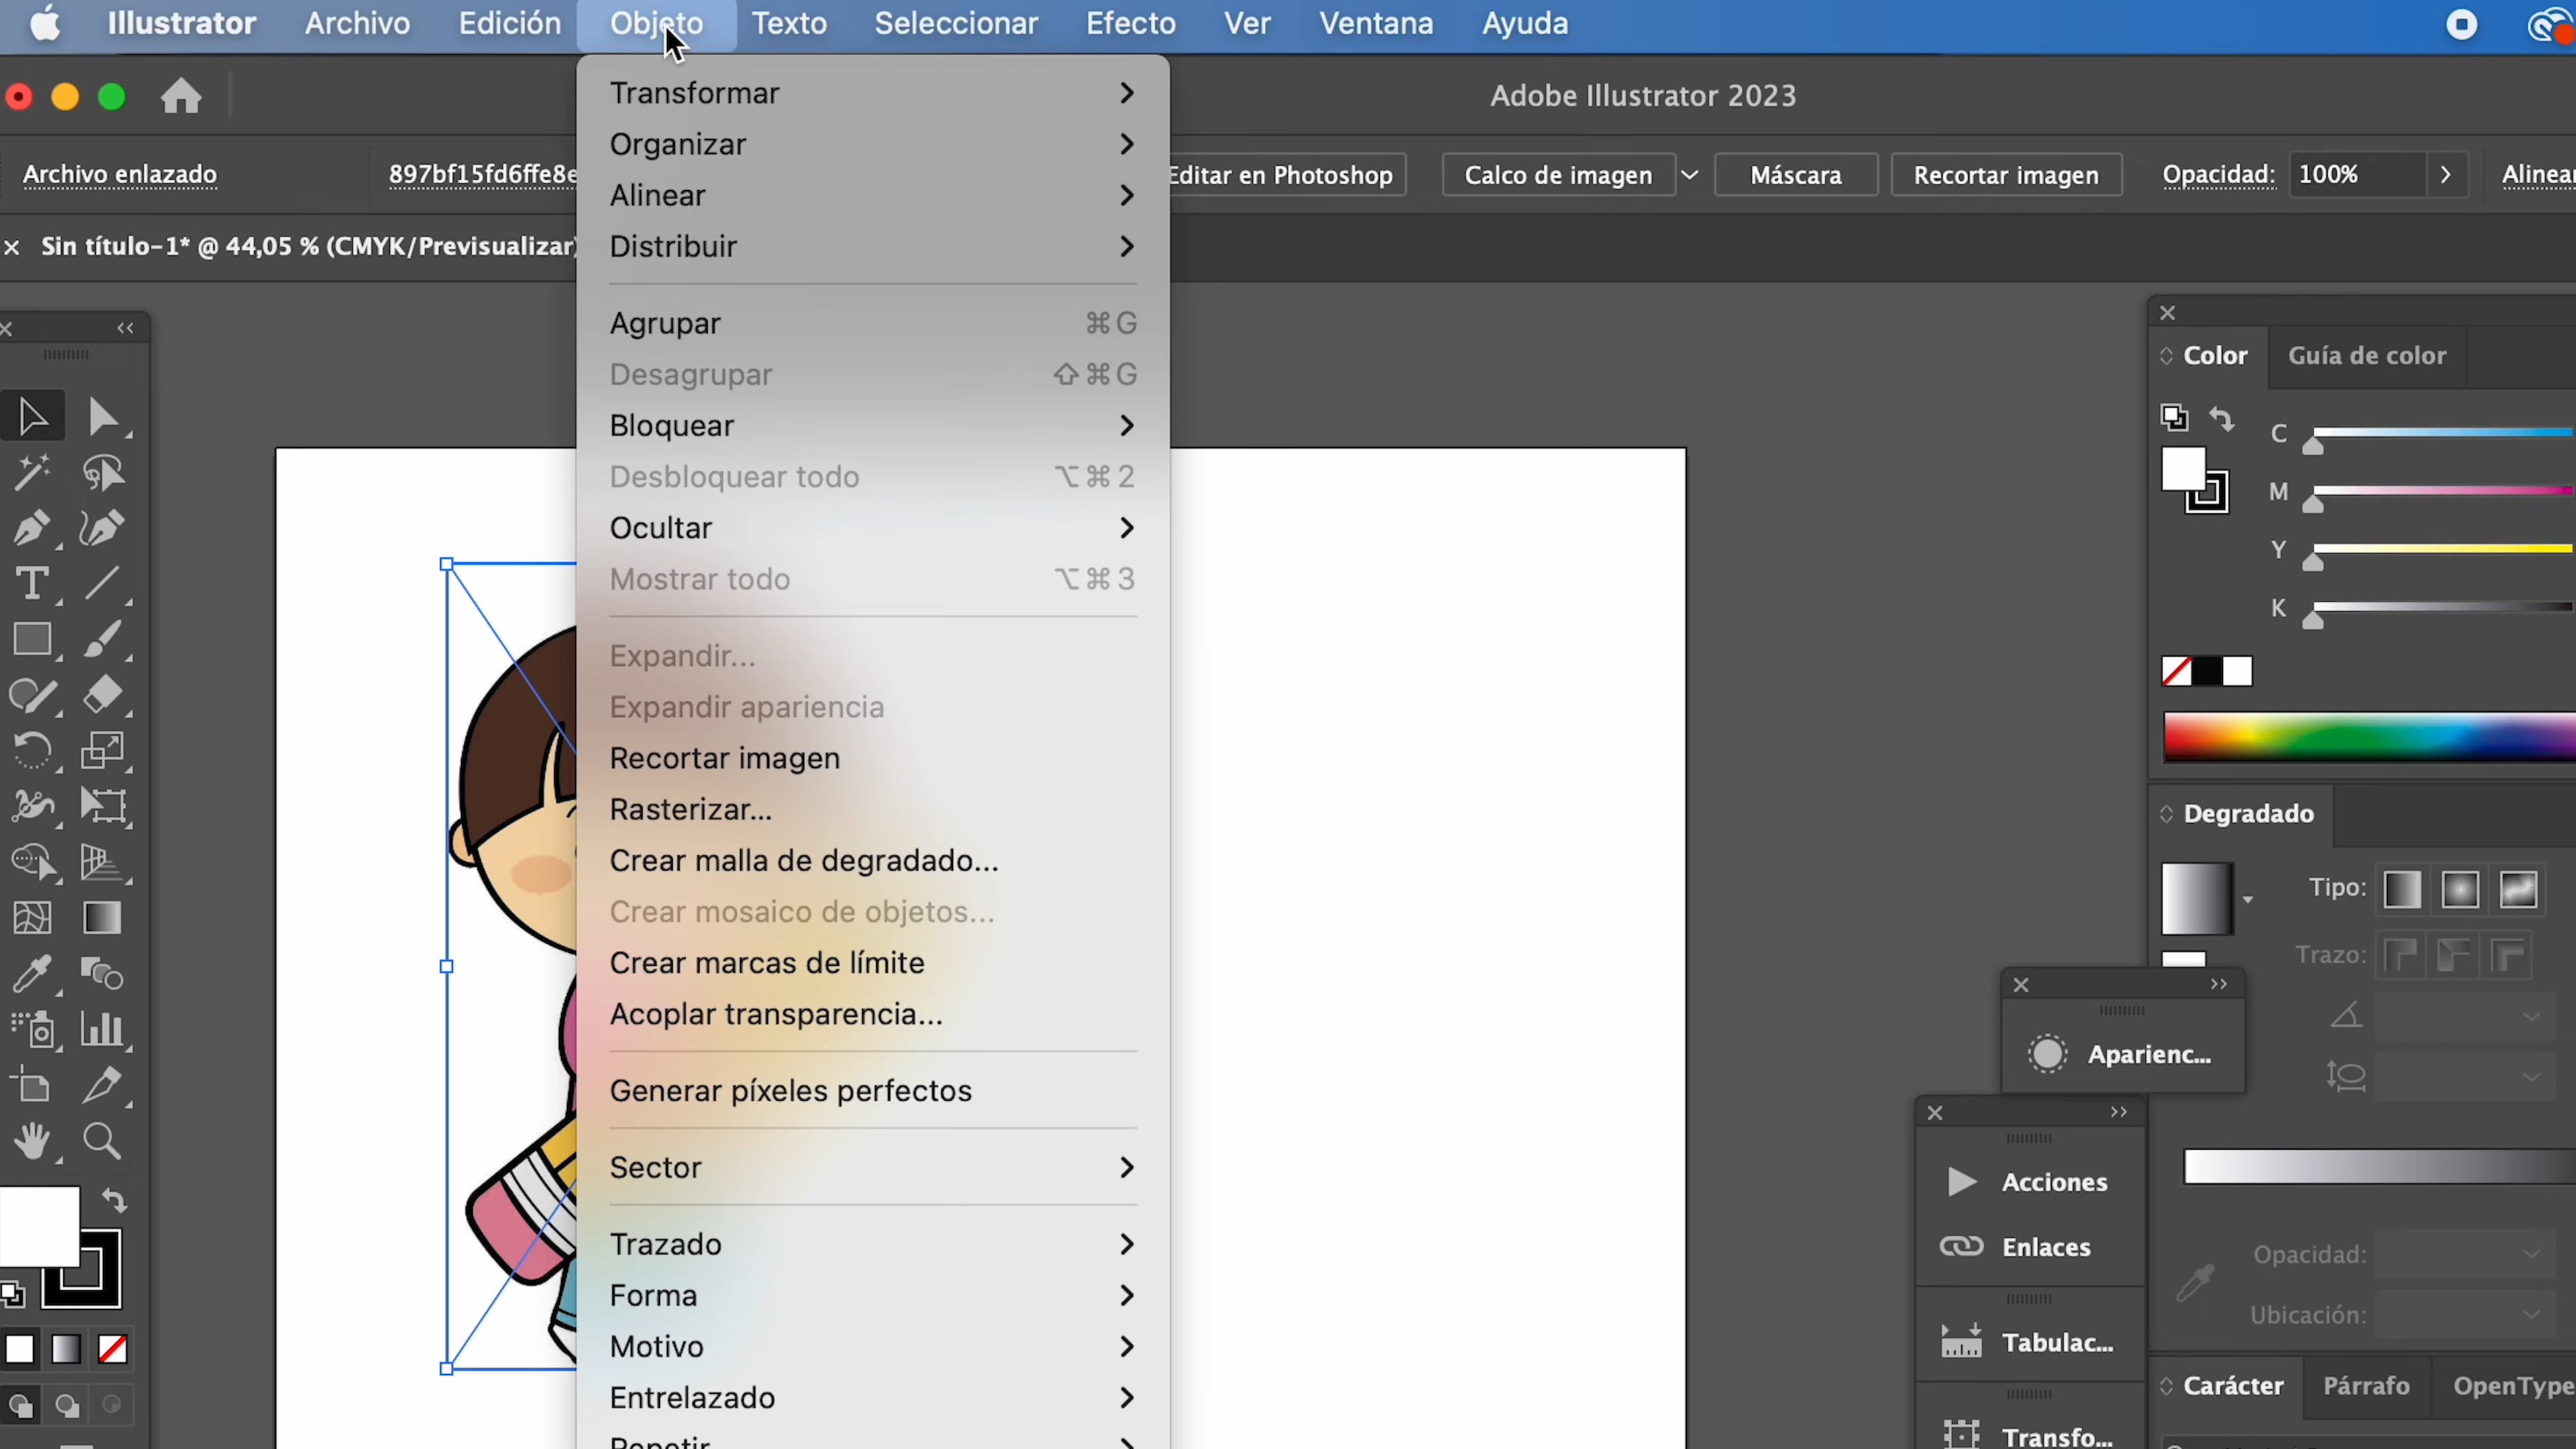 Illustrator Archivo Edición Objeto Texto Seleccionar Efecto Ver Ventana Ayuda
Adobe Illustrator 2023
Archivo enlazado 897bf15fd6ffe8e Editar en Photoshop Calco de imagen Máscara Recortar imagen Opacidad: 100% Alinear
Sin título-1* @ 44,05 % (CMYK/Previsualizar)
Transformar
Organizar
Alinear
Distribuir
Agrupar ⌘G
Desagrupar ⇧⌘G
Bloquear
Desbloquear todo ⌥⌘2
Ocultar
Mostrar todo ⌥⌘3
Expandir...
Expandir apariencia
Recortar imagen
Rasterizar...
Crear malla de degradado...
Crear mosaico de objetos...
Crear marcas de límite
Acoplar transparencia...
Generar píxeles perfectos
Sector
Trazado
Forma
Motivo
Entrelazado
Repetir
Color Guía de color
C
M
Y
K
Degradado
Tipo:
Trazo:
Aparienc...
Acciones
Enlaces
Tabulac...
Transfo...
Opacidad:
Ubicación:
Carácter Párrafo OpenType